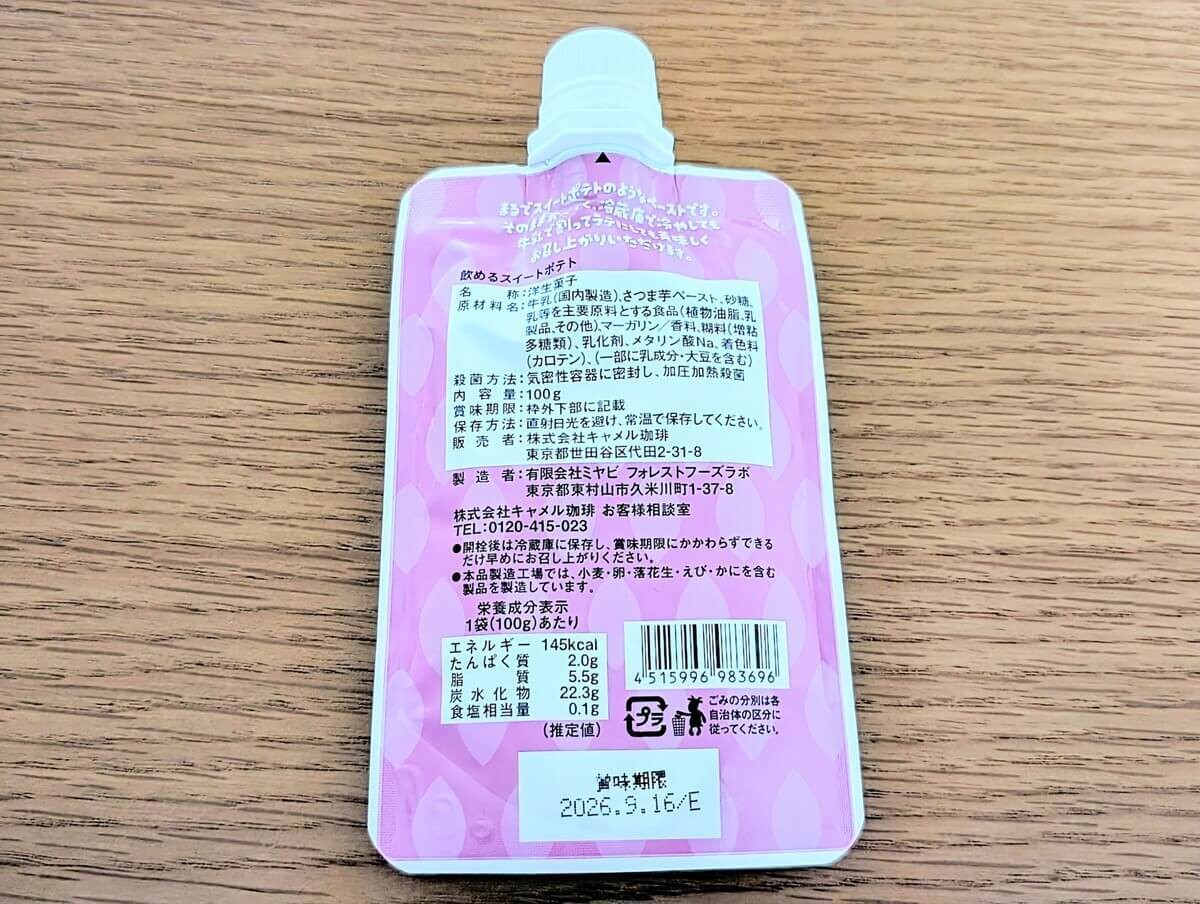 まるでスイートポテトのようなペーストです。
そのまま 、冷蔵庫で冷やしても
牛乳で割ってラテにしても美味しく
お召し上がりいただけます。
飲めるスイートポテト
名称:洋生菓子
原材料名:牛乳(国内製造)、さつま芋ペースト、砂糖、
乳等を主要原料とする食品(植物油脂、乳
製品、その他)、マーガリン/香料、糊料(増粘
多糖類)、乳化剤、メタリン酸Na、着色料
(カロテン)、(一部に乳成分・大豆を含む)
殺菌方法:気密性容器に密封し、加圧加熱殺菌
内容量:100g
賞味期限:枠外下部に記載
保存方法:直射日光を避け、常温で保存してください。
販売者:株式会社キャメル珈琲
東京都世田谷区代田2-31-8
製造者:有限会社ミヤビ フォレストフーズラボ
東京都東村山市久米川町1-37-8
株式会社キャメル珈琲 お客様相談室
TEL:0120-415-023
●開栓後は冷蔵庫に保存し、賞味期限にかかわらずできる
だけ早めにお召し上がりください。
●本品製造工場では、小麦・卵・落花生・えび・かにを含む
製品を製造しています。
栄養成分表示
1袋(100g)あたり
エネルギー 145kcal
たんぱく質 2.0g
脂質 5.5g
炭水化物 22.3g
食塩相当量 0.1g
(推定値)
4 515996 983696
プラ
ごみの分別は各
自治体の区分に
従ってください。
賞味期限
2026.9.16/E